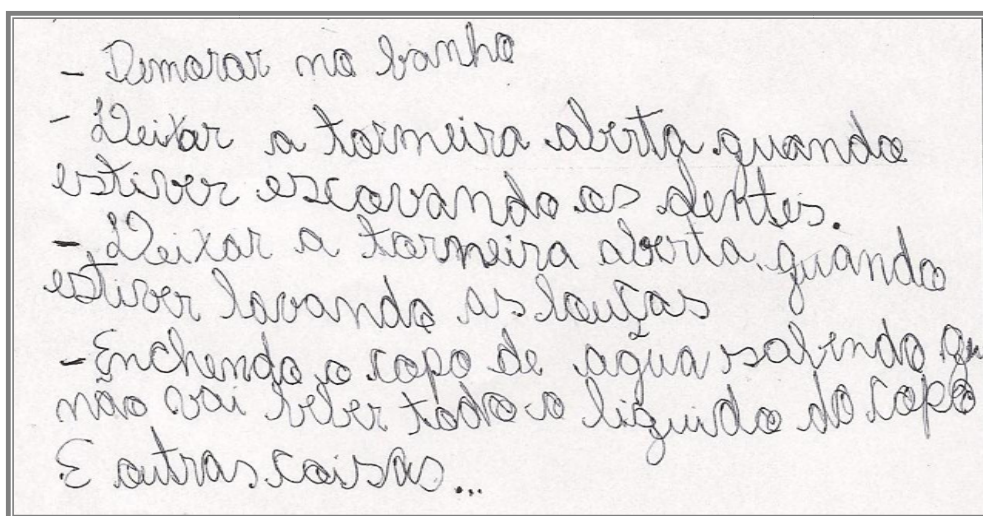 - Demorar no banho
- Deixar a torneira aberta quando
estiver escovando os dentes.
- Deixar a torneira aberta quando
estiver lavando as louças
- Enchendo o copo de agua sabendo qu
não vai beber todo o liquido do copo
E outras coisas...